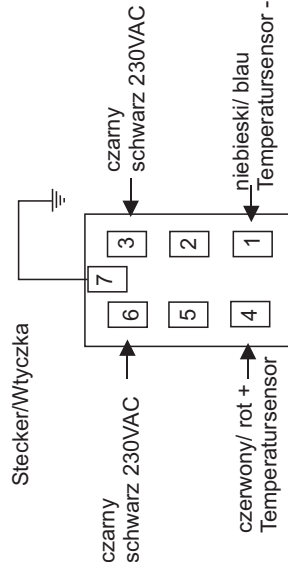 Stecker/Wtyczka
7
czarny
schwarz 230VAC
6
3
czarny
schwarz 230VAC
5
2
czerwony/ rot +
Temperatursensor
4
1
niebieski/ blau
Temperatursensor -